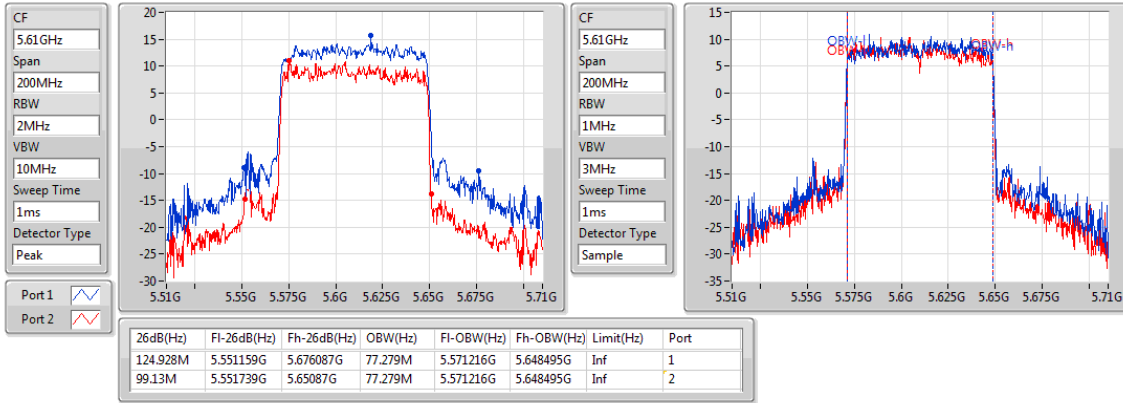 CF
5.61GHz
Span
200MHz
RBW
2MHz
VBW
10MHz
Sweep Time
1ms
Detector Type
Peak
Port 1
Port 2
20
15
10
5
0
-5
-10
-15
-20
-25
-30
5.51G 5.55G 5.575G 5.6G 5.625G 5.65G 5.675G 5.71G
CF
5.61GHz
Span
200MHz
RBW
1MHz
VBW
3MHz
Sweep Time
1ms
Detector Type
Sample
15
10
5
0
-5
-10
-15
-20
-25
-30
-35
OBW-h
5.51G 5.55G 5.575G 5.6G 5.625G 5.65G 5.675G 5.71G
26dB(Hz) Fl-26dB(Hz) Fh-26dB(Hz) OBW(Hz) Fl-OBW(Hz) Fh-OBW(Hz) Limit(Hz) Port
124.928M 5.551159G 5.676087G 77.279M 5.571216G 5.648495G Inf 1
99.13M 5.551739G 5.65087G 77.279M 5.571216G 5.648495G Inf 2